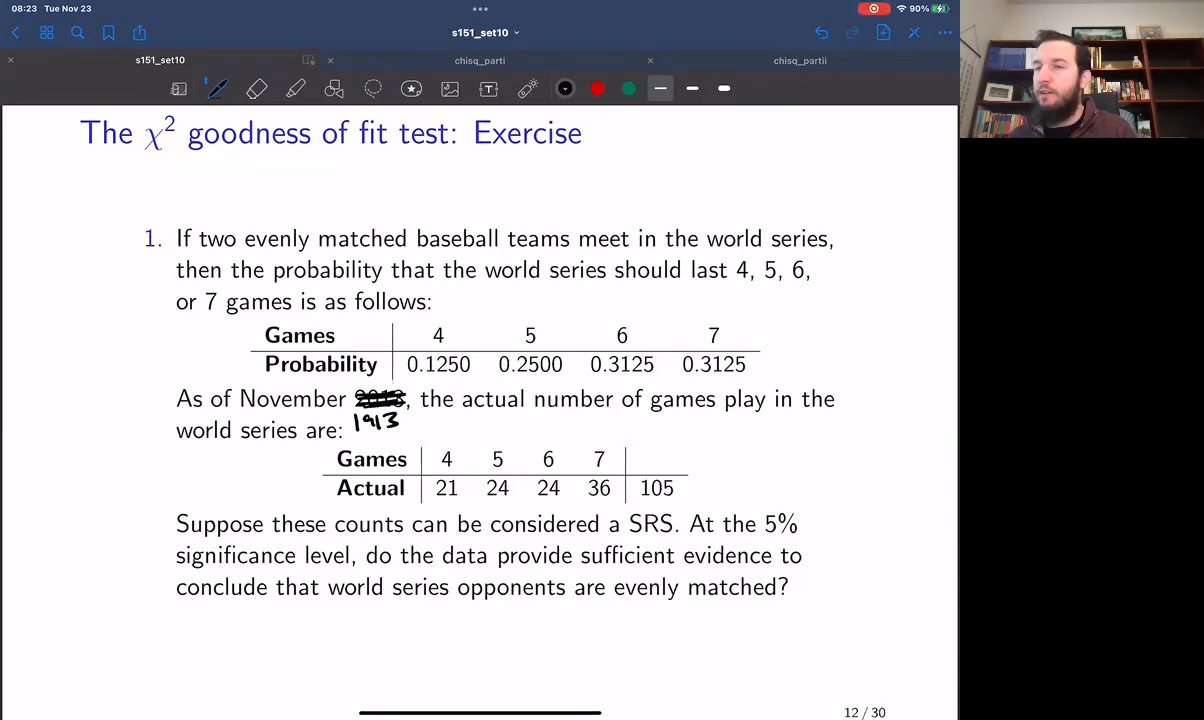 08:23 Tue Nov 23
90%
s151_set10
s151_set10
chisq_parti
chisq_partii
The χ² goodness of fit test: Exercise
1. If two evenly matched baseball teams meet in the world series,
then the probability that the world series should last 4, 5, 6,
or 7 games is as follows:
Games 4 5 6 7
Probability 0.1250 0.2500 0.3125 0.3125
As of November , the actual number of games play in the
1913
world series are:
Games 4 5 6 7
Actual 21 24 24 36 105
Suppose these counts can be considered a SRS. At the 5%
significance level, do the data provide sufficient evidence to
conclude that world series opponents are evenly matched?
12 / 30